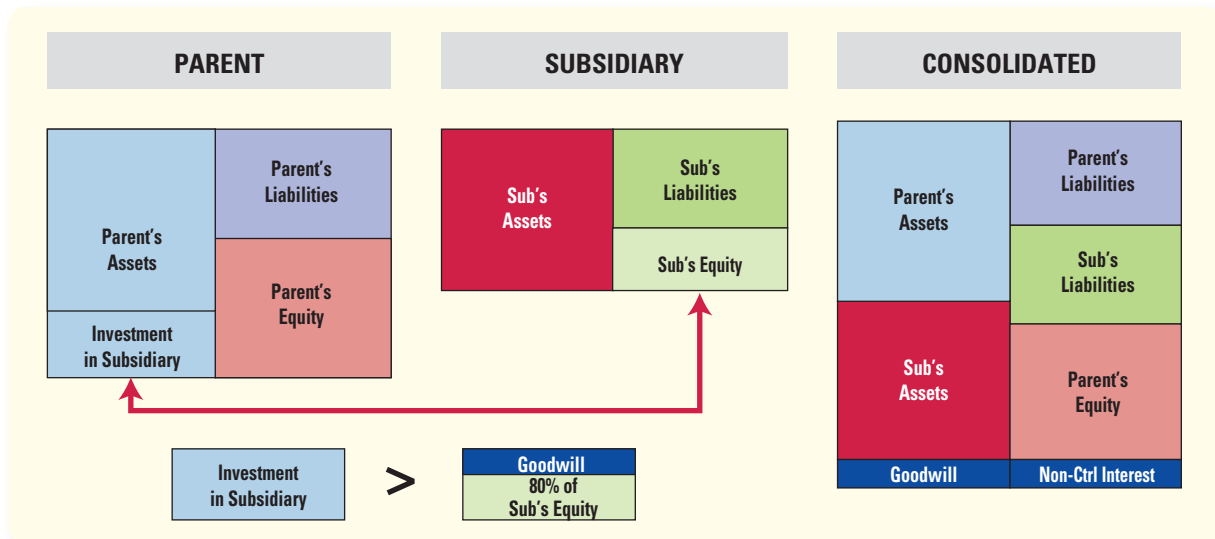 PARENT
SUBSIDIARY
CONSOLIDATED
Parent's
Assets
Investment
in Subsidiary
Parent's
Liabilities
Parent's
Equity
Sub's
Assets
Sub's
Liabilities
Sub's Equity
Parent's
Assets
Sub's
Assets
Goodwill
Parent's
Liabilities
Sub's
Liabilities
Parent's
Equity
Non-Ctrl Interest
Investment
in Subsidiary
>
Goodwill
80% of
Sub's Equity